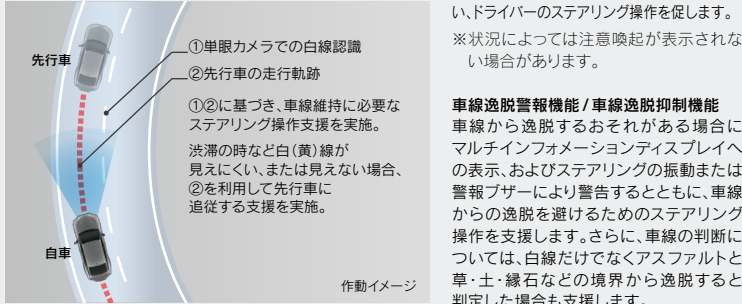 先行車
①単眼カメラでの白線認識
②先行車の走行軌跡
①②に基づき、車線維持に必要な
ステアリング操作支援を実施。
渋滞の時など白(黄)線が
見えにくい、または見えない場合、
②を利用して先行車に
追従する支援を実施。
自車
作動イメージ
い、ドライバーのステアリング操作を促します。
※状況によっては注意喚起が表示されな
い場合があります。
車線逸脱警報機能 / 車線逸脱抑制機能
車線から逸脱するおそれがある場合に
マルチインフォメーションディスプレイへ
の表示、およびステアリングの振動または
警報ブザーにより警告するとともに、車線
からの逸脱を避けるためのステアリング
操作を支援します。さらに、車線の判断に
ついては、白線だけでなくアスファルトと
草・土・縁石などの境界から逸脱すると
判定した場合も支援します。